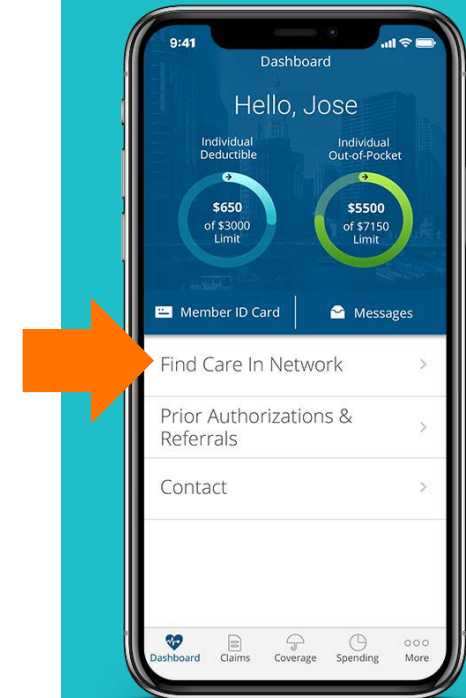 9:41
Dashboard
Hello, Jose
Individual
Deductible
Individual
Out-of-Pocket
$650
of $3000
Limit
$5500
of $7150
Limit
Member ID Card
Messages
Find Care In Network
Prior Authorizations &
Referrals
Contact
Dashboard
Claims
Coverage
Spending
More